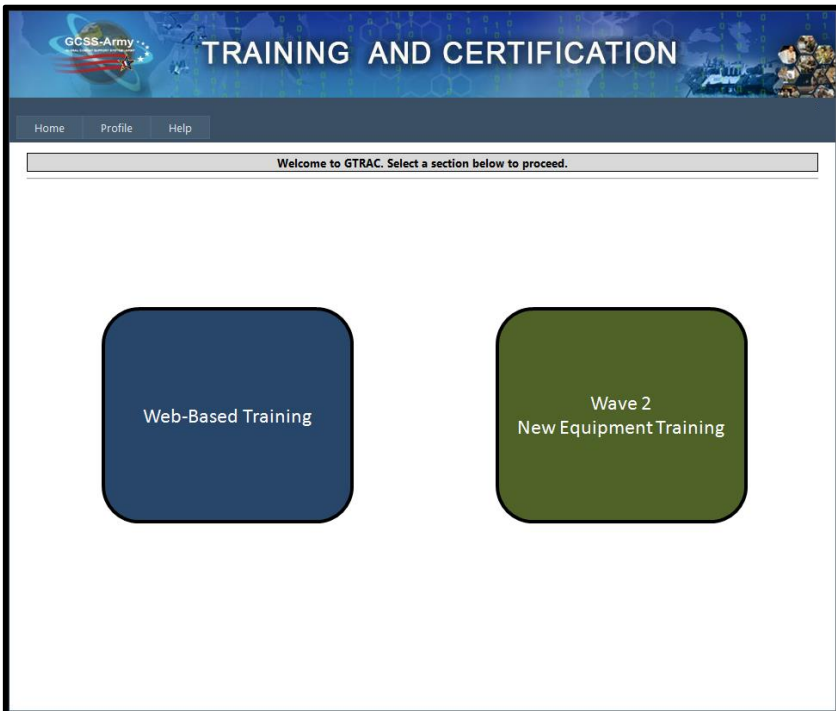 GCSS-Army
TRAINING AND CERTIFICATION
Home Profile Help
Welcome to GTRAC. Select a section below to proceed.
Web-Based Training
Wave 2
New Equipment Training